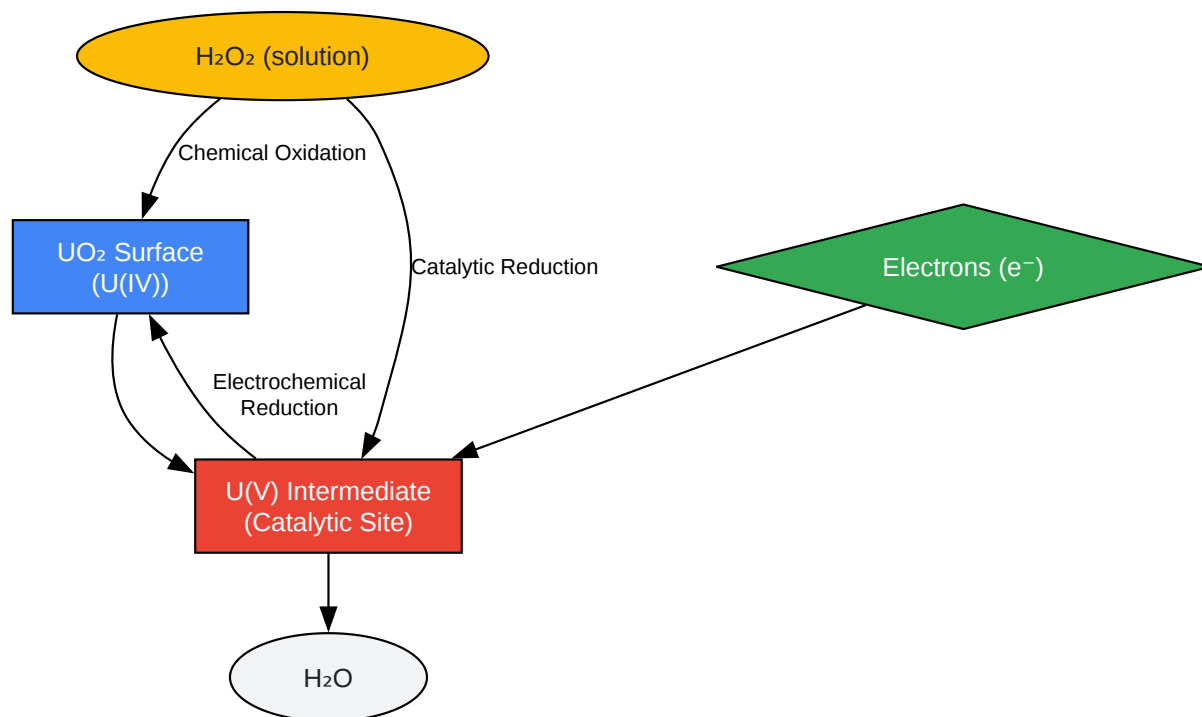 H₂O₂ (solution)
Chemical Oxidation
UO₂ Surface
(U(IV))
Catalytic Reduction
Electrons (e⁻)
Electrochemical
Reduction
U(V) Intermediate
(Catalytic Site)
H₂O